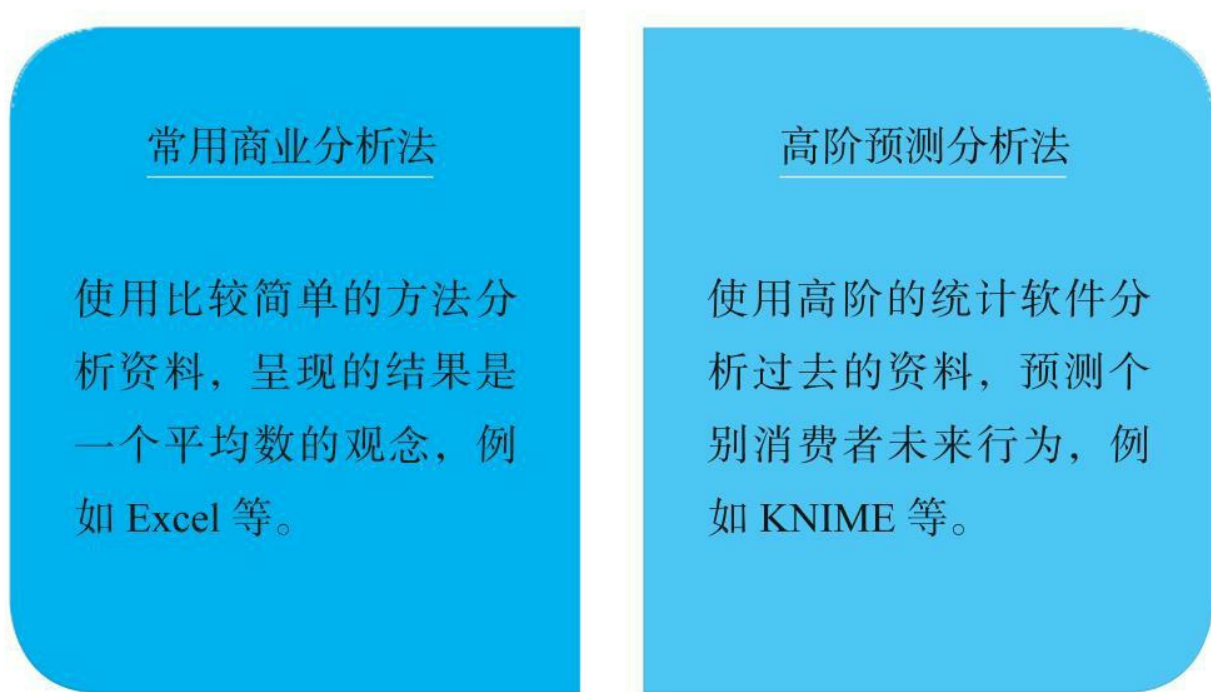 常用商业分析法
使用比较简单的方法分
析资料，呈现的结果是
一个平均数的观念，例
如 Excel 等。
高阶预测分析法
使用高阶的统计软件分
析过去的资料，预测个
别消费者未来行为，例
如 KNIME 等。